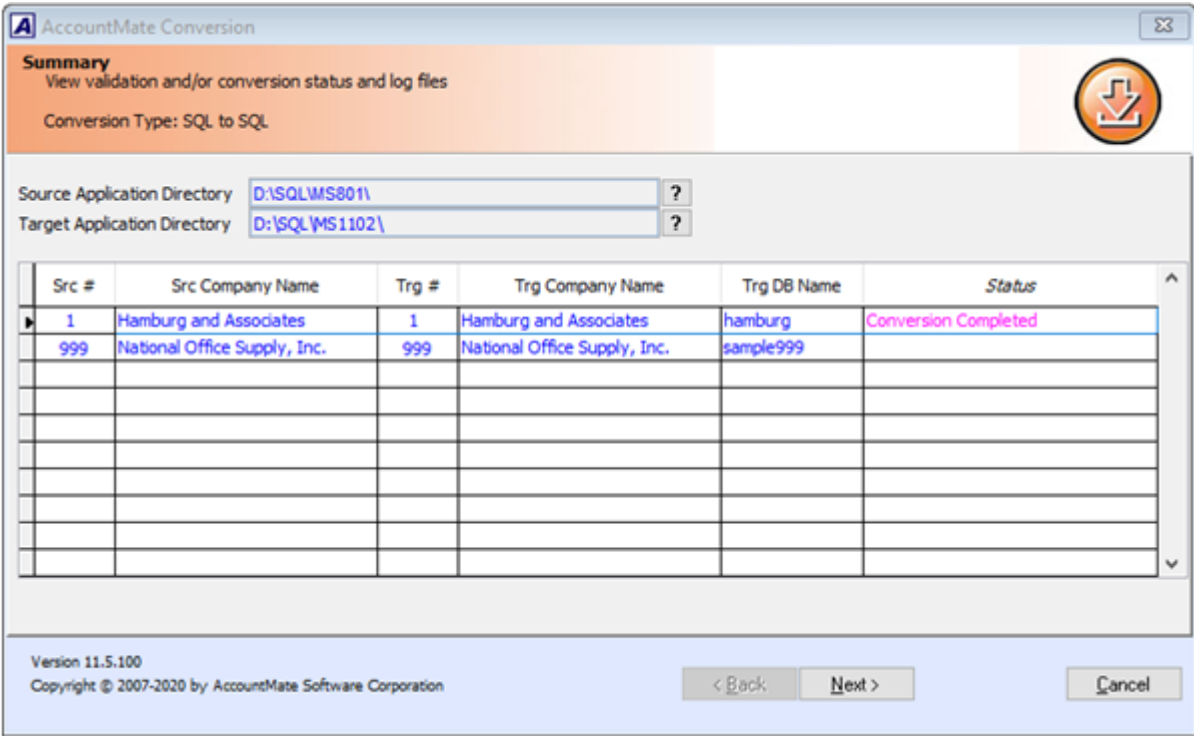 A AccountMate Conversion
Summary
View validation and/or conversion status and log files
Conversion Type: SQL to SQL
Source Application Directory D:\SQL\MS801\ ?
Target Application Directory D:\SQL\MS1102\ ?
Src # Src Company Name Trg # Trg Company Name Trg DB Name Status
1 Hamburg and Associates 1 Hamburg and Associates hamburg Conversion Completed
999 National Office Supply, Inc. 999 National Office Supply, Inc. sample999
Version 11.5.100
Copyright © 2007-2020 by AccountMate Software Corporation
< Back Next > Cancel